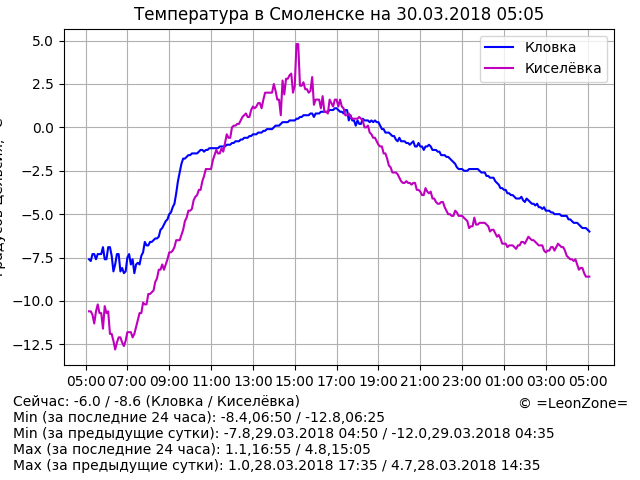 Температура в Смоленске на 30.03.2018 05:05
Кловка
Киселёвка
5.0
2.5
0.0
−2.5
−5.0
−7.5
−10.0
−12.5
05:00 07:00 09:00 11:00 13:00 15:00 17:00 19:00 21:00 23:00 01:00 03:00 05:00
Сейчас: -6.0 / -8.6 (Кловка / Киселёвка)
© =LeonZone=
Min (за последние 24 часа): -8.4,06:50 / -12.8,06:25
Min (за предыдущие сутки): -7.8,29.03.2018 04:50 / -12.0,29.03.2018 04:35
Max (за последние 24 часа): 1.1,16:55 / 4.8,15:05
Max (за предыдущие сутки): 1.0,28.03.2018 17:35 / 4.7,28.03.2018 14:35